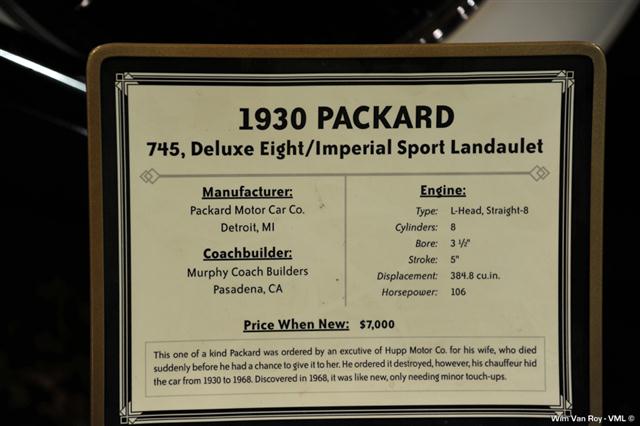 1930 PACKARD
745, Deluxe Eight/Imperial Sport Landaulet
Manufacturer:
Packard Motor Car Co.
Detroit, MI
Coachbuilder:
Murphy Coach Builders
Pasadena, CA
Engine:
Type: L-Head, Straight-8
Cylinders: 8
Bore: 3 ½"
Stroke: 5"
Displacement: 384.8 cu.in.
Horsepower: 106
Price When New: $7,000
This one of a kind Packard was ordered by an excutive of Hupp Motor Co. for his wife, who died
suddenly before he had a chance to give it to her. He ordered it destroyed, however, his chauffeur hid
the car from 1930 to 1968. Discovered in 1968, it was like new, only needing minor touch-ups.
Wim Van Roy - VML ©